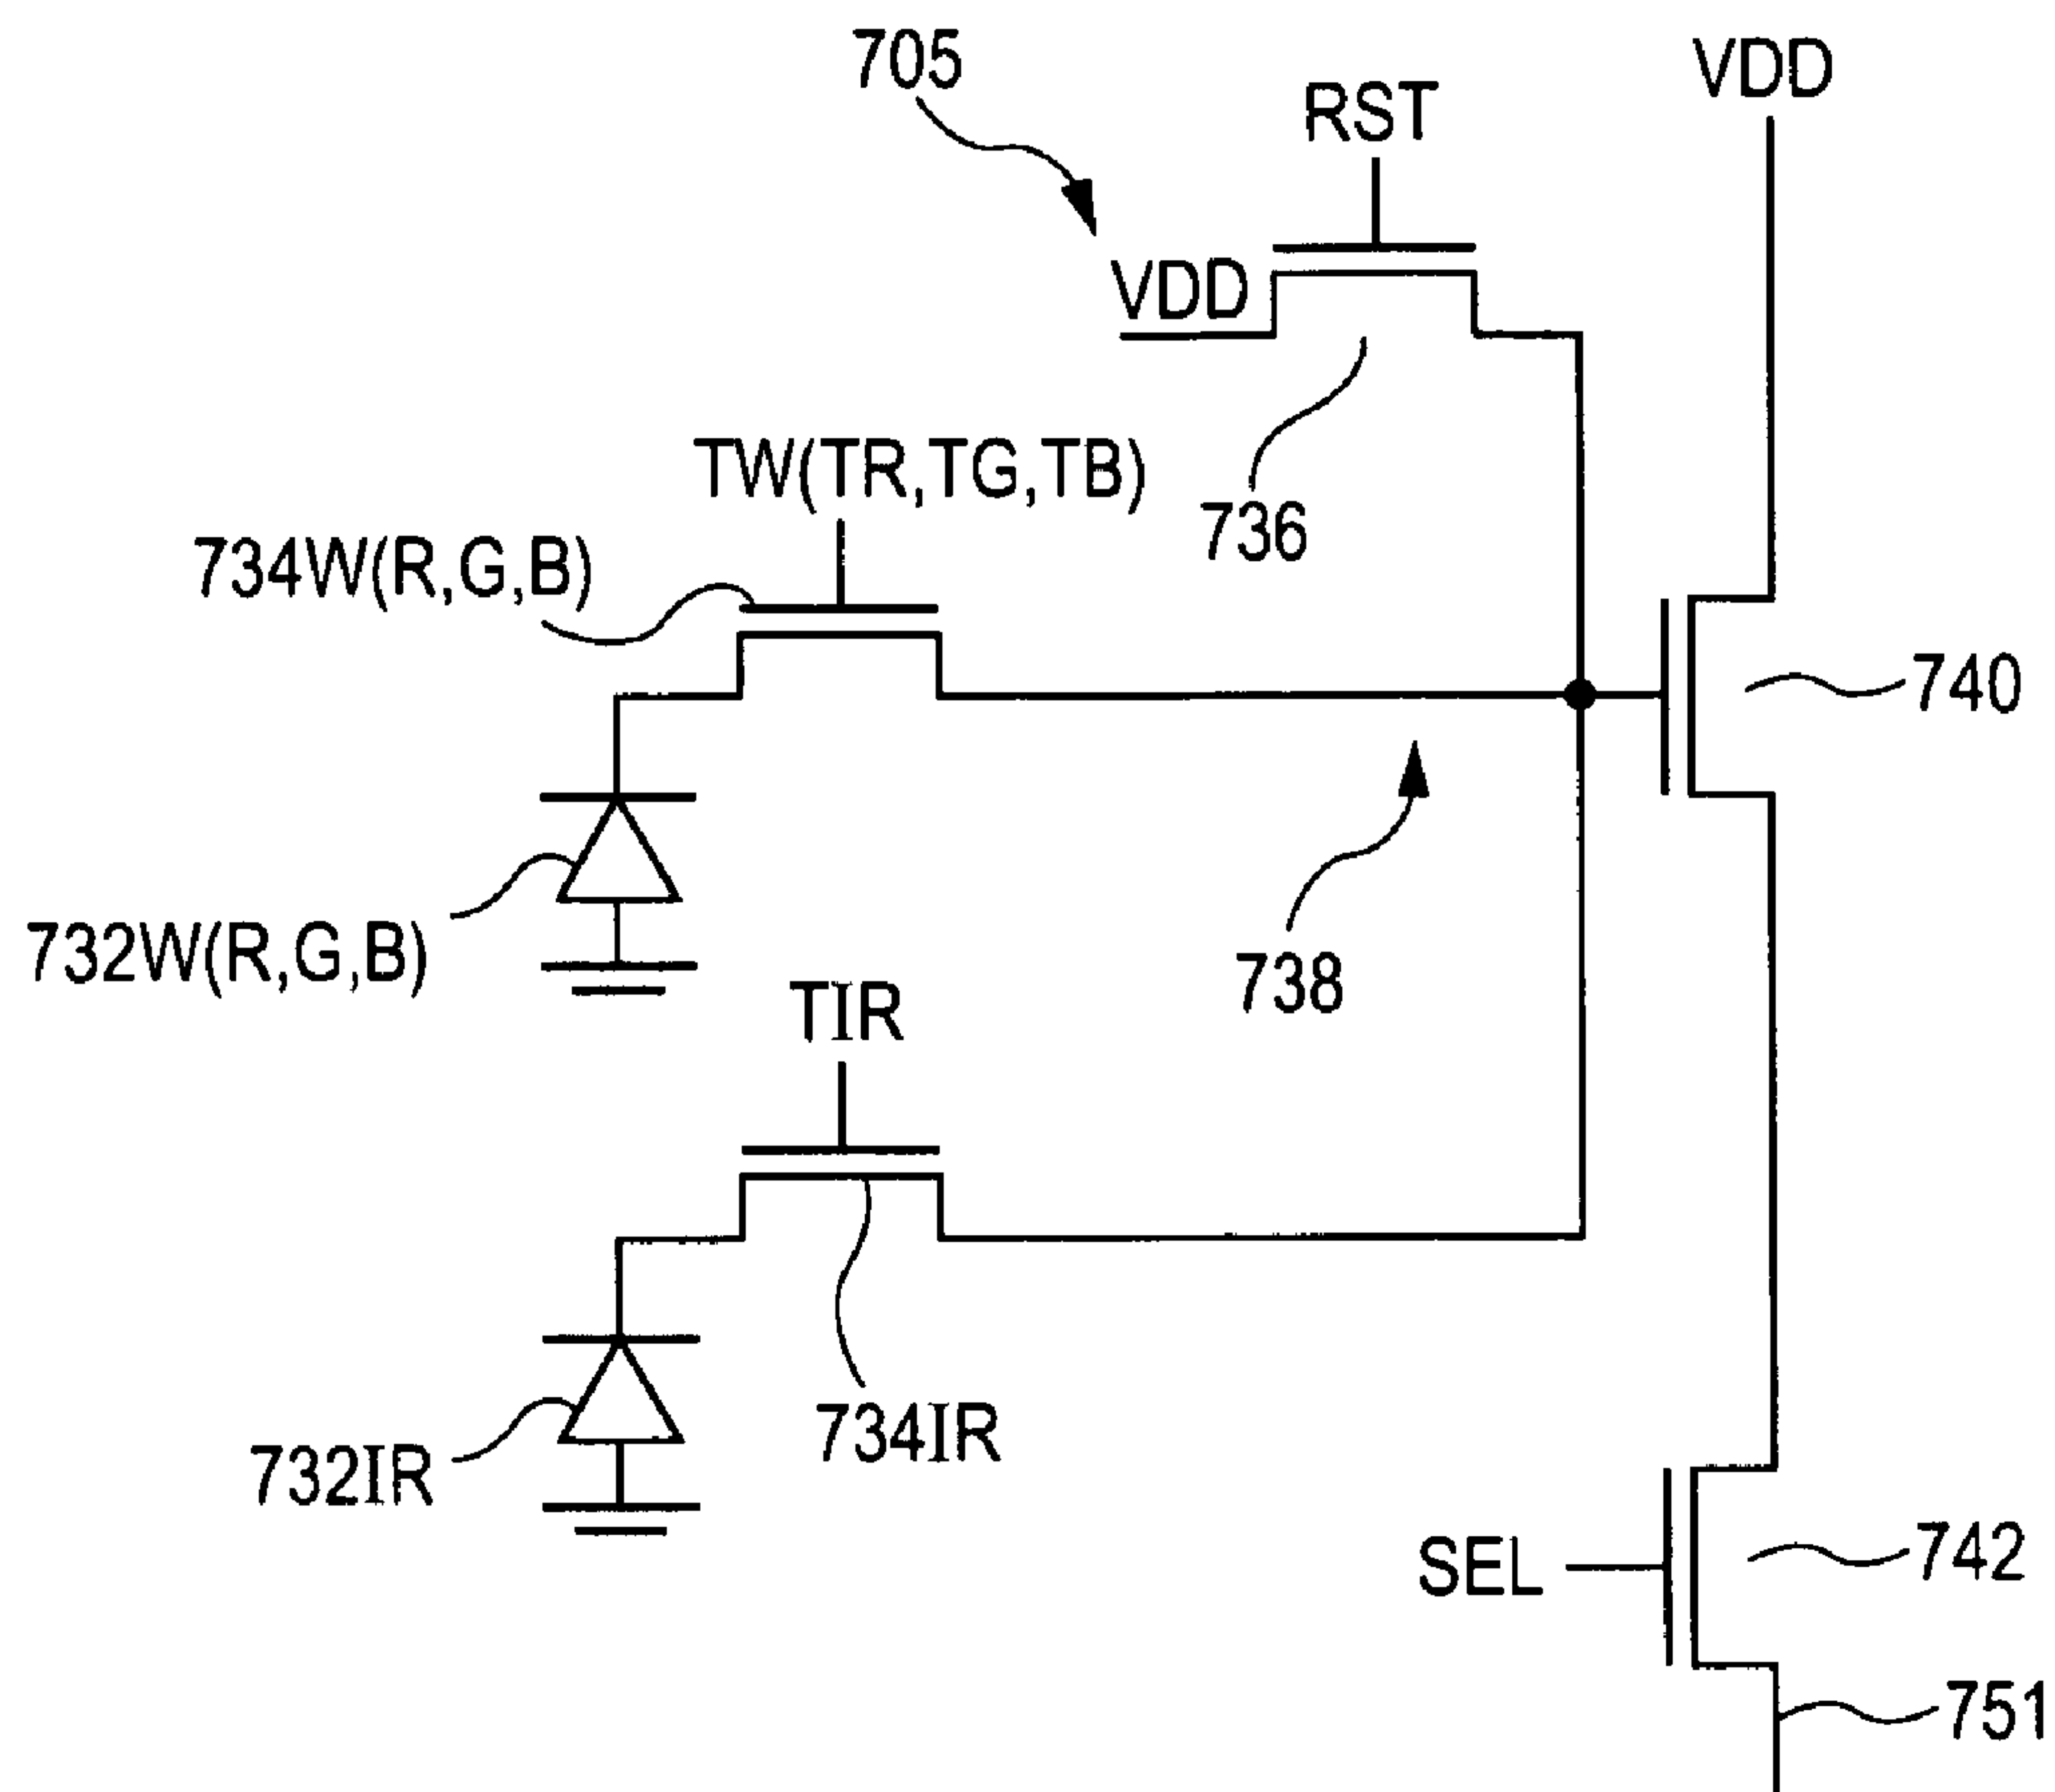 705
VDD
RST
VDD
TW(TR,TG,TB)
736
734W(R,G,B)
740
732W(R,G,B)
738
TIR
734IR
732IR
SEL
742
751